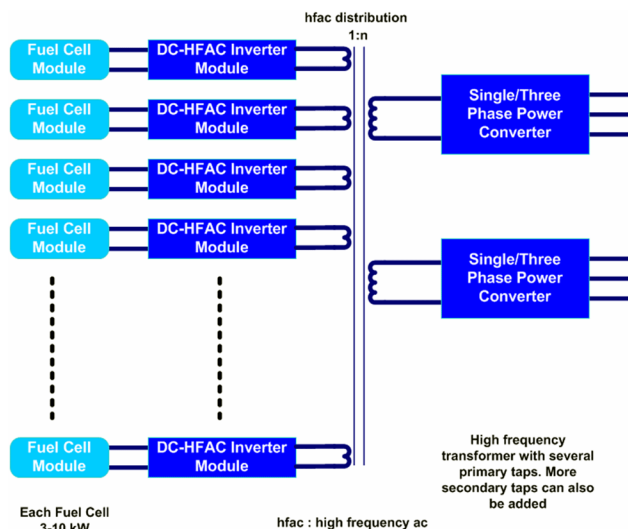 hfac distribution
1:n
Fuel Cell
Module
DC-HFAC Inverter
Module
Fuel Cell
Module
DC-HFAC Inverter
Module
Single/Three
Phase Power
Converter
Fuel Cell
Module
DC-HFAC Inverter
Module
Fuel Cell
Module
DC-HFAC Inverter
Module
Single/Three
Phase Power
Converter
Fuel Cell
Module
DC-HFAC Inverter
Module
High frequency
transformer with several
primary taps. More
secondary taps can also
be added
Each Fuel Cell
3-10 kW
hfac : high frequency ac